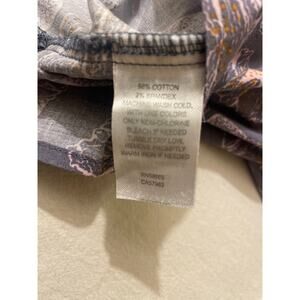 98% COTTON
2% SPANDEX
MACHINE WASH COLD,
WITH LIKE COLORS
ONLY NON-CHLORINE
BLEACH IF NEEDED
TUMBLE DRY LOW,
REMOVE PROMPTLY
WARM IRON IF NEEDED
CA57963